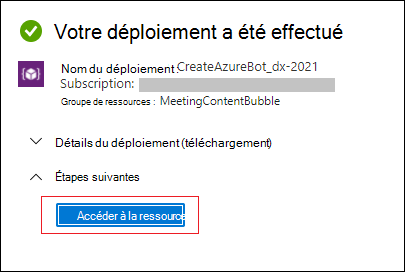 Votre déploiement a été effectué
Nom du déploiement : CreateAzureBot_dx-2021
Subscription:
Groupe de ressources : MeetingContentBubble
Détails du déploiement (téléchargement)
Étapes suivantes
Accéder à la ressource